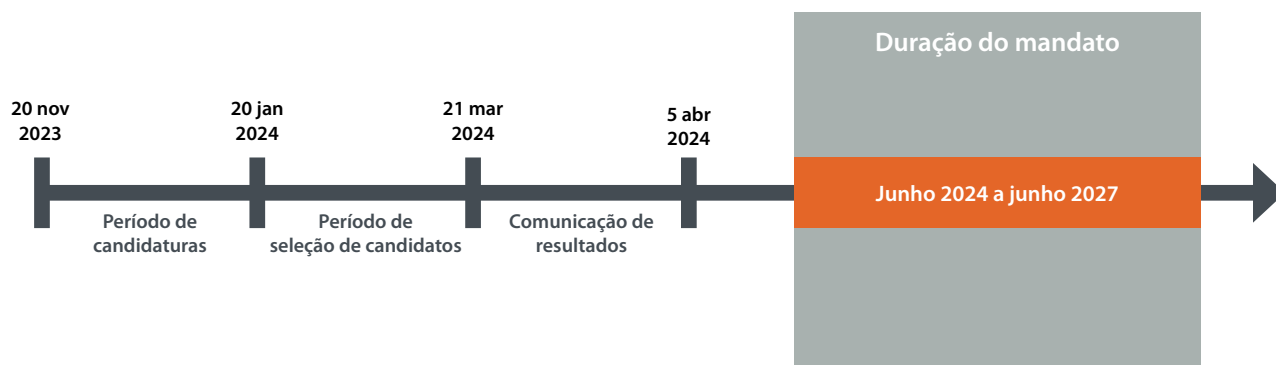 Duração do mandato
20 nov
2023
20 jan
2024
21 mar
2024
5 abr
2024
Junho 2024 a junho 2027
Período de
candidaturas
Período de
seleção de candidatos
Comunicação de
resultados